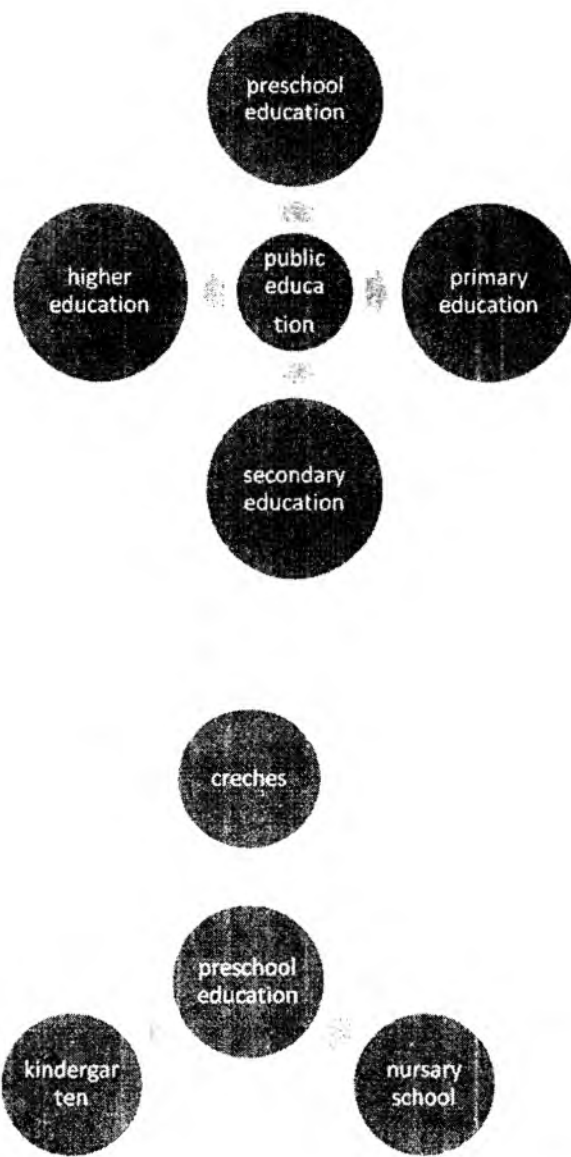 preschool
education
higher
education
public
educa
tion
primary
education
secondary
education
creches
preschool
education
kindergar
ten
nursary
school